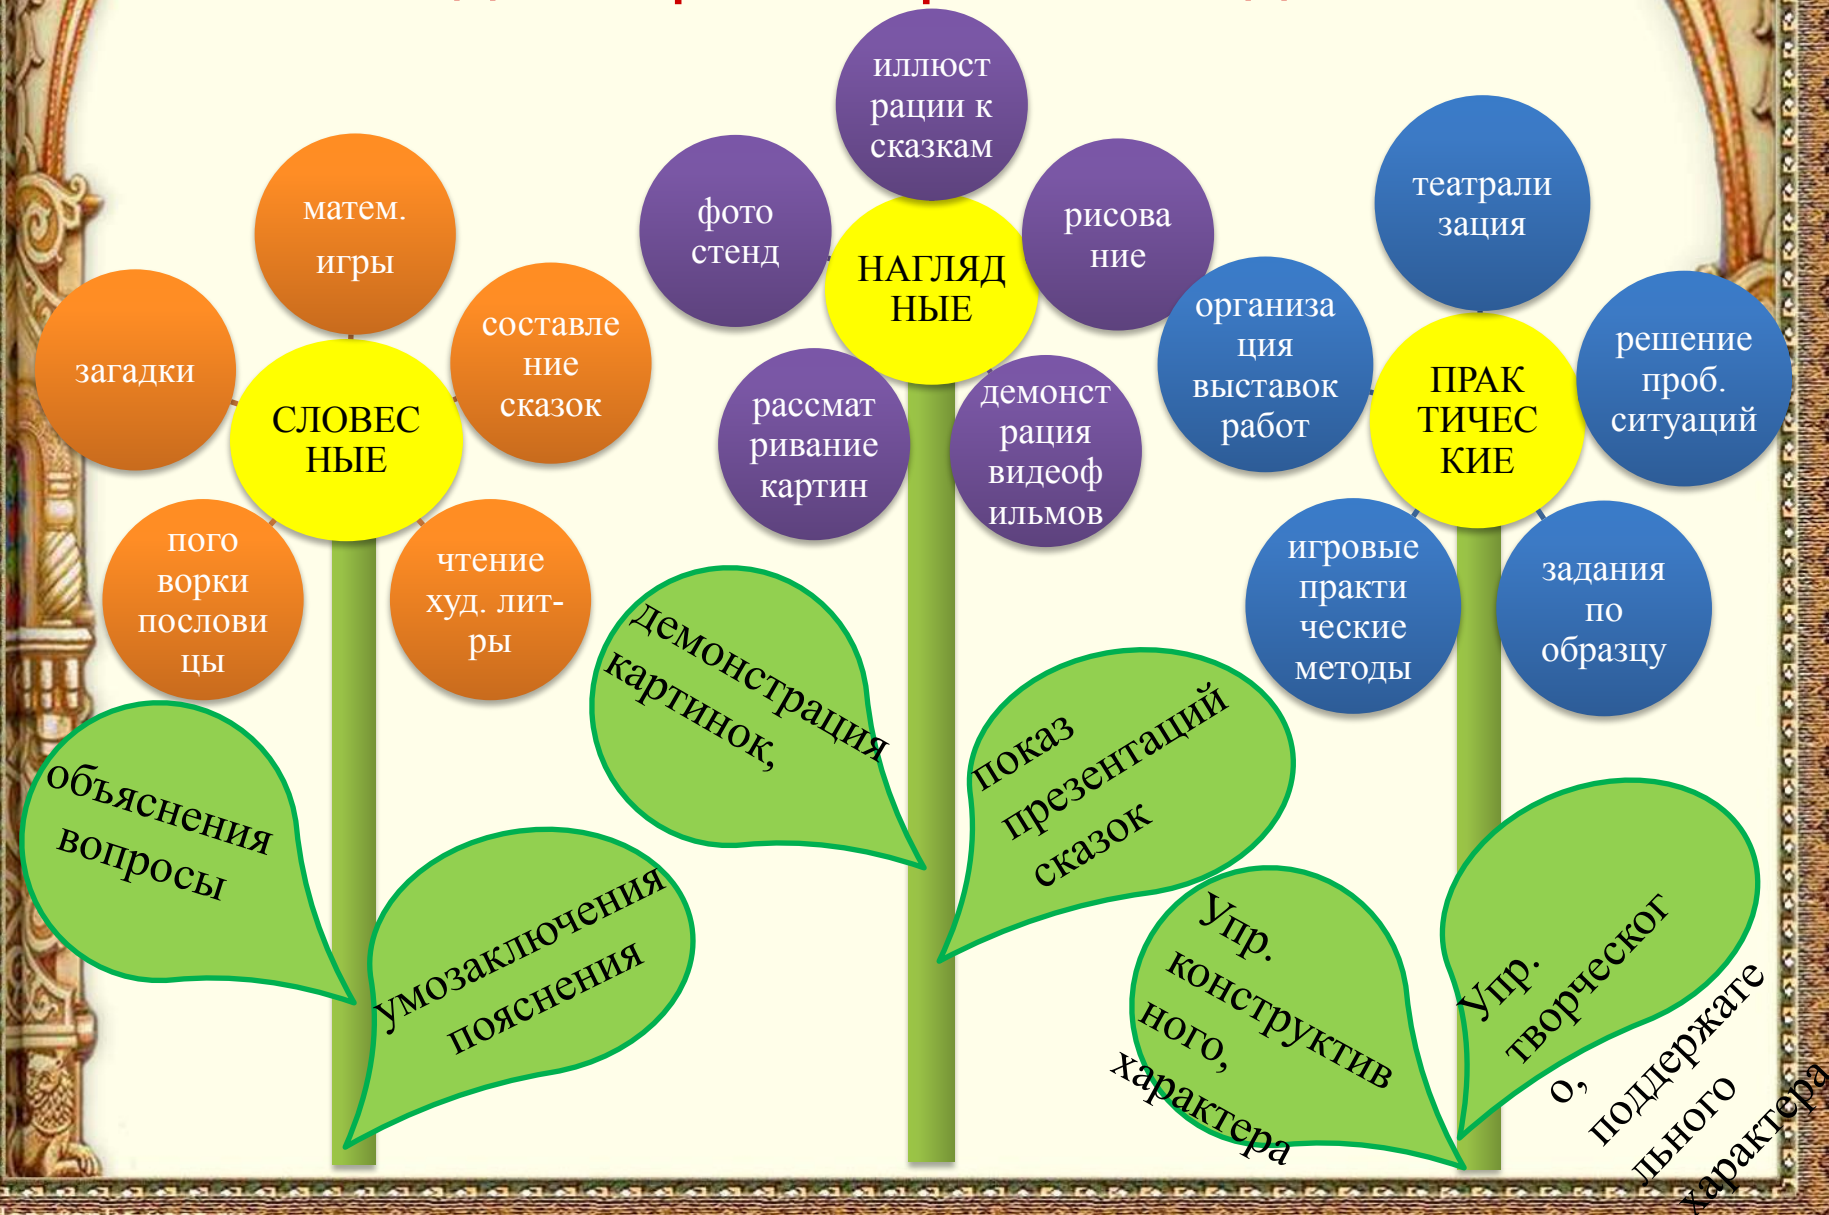 матем.
игры
загадки
составле
ние
сказок
СЛОВЕС
НЫЕ
пого
ворки
послови
цы
чтение
худ. лит-
ры
объяснения
вопросы
умозаключения
пояснения
иллюст
рации к
сказкам
фото
стенд
рисова
ние
НАГЛЯД
НЫЕ
рассмат
ривание
картин
демонст
рация
видеоф
ильмов
демонстрация
картинок,
показ
презентаций
сказок
театрали
зация
организа
ция
выставок
работ
решение
проб.
ситуаций
ПРАК
ТИЧЕС
КИЕ
игровые
практи
ческие
методы
задания
по
образцу
Упр.
конструктив
ного,
характера
Упр.
творческог
о,
поддержате
льного
характера